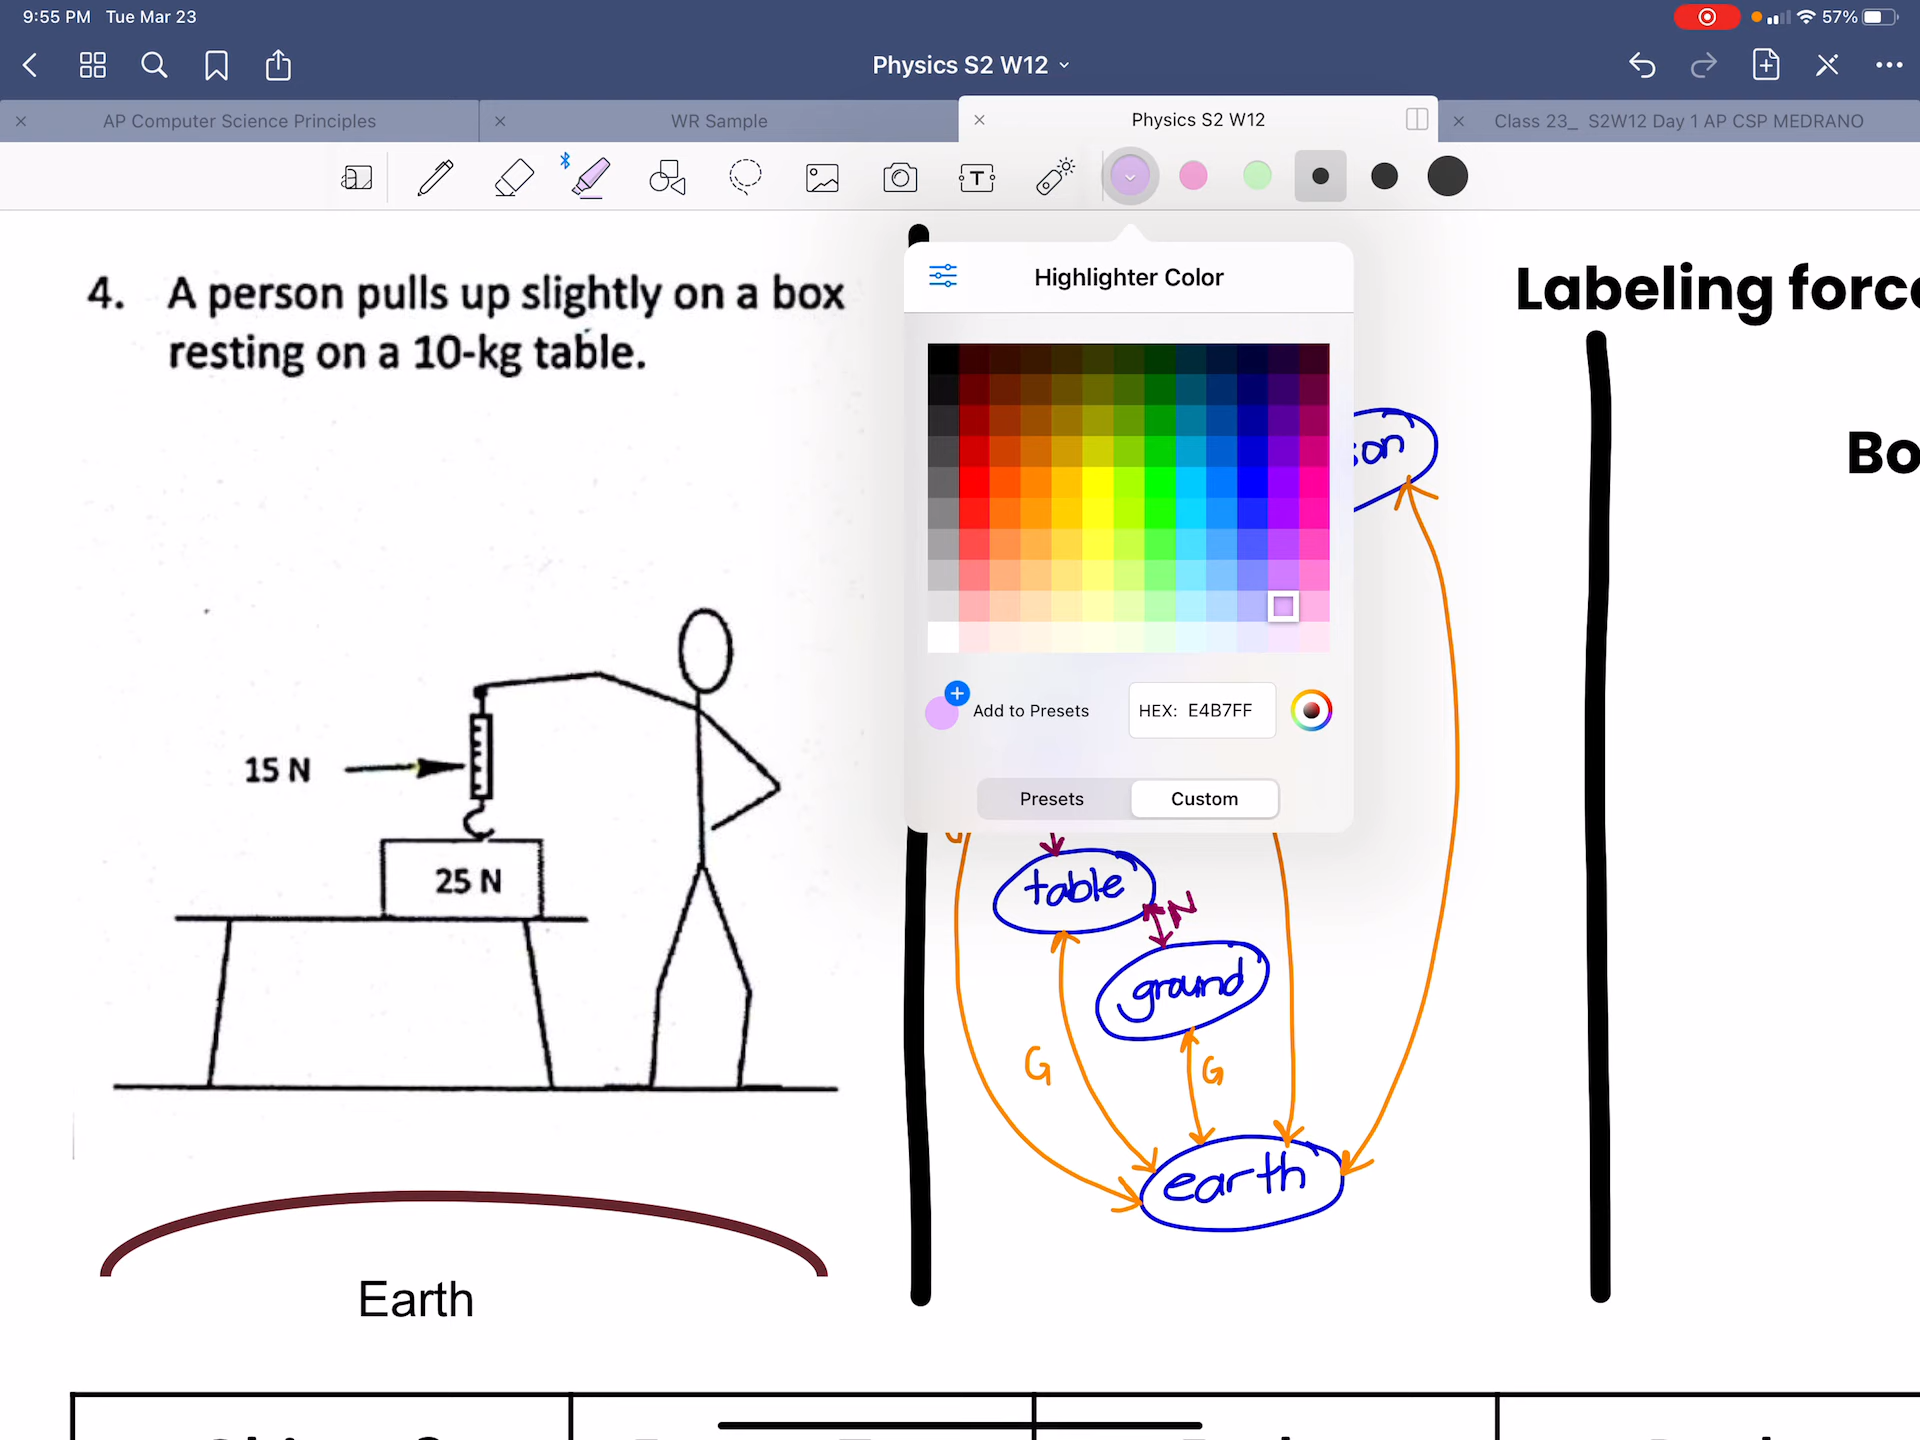 9:55 PM Tue Mar 23
57%
Physics S2 W12
AP Computer Science Principles
WR Sample
Physics S2 W12
Class 23_ S2W12 Day 1 AP CSP MEDRANO
T
4. A person pulls up slightly on a box
resting on a 10-kg table.
Highlighter Color
Labeling forc
Bo
son
Add to Presets
HEX: E4B7FF
Presets
Custom
15 N
25 N
table
N
ground
G
G
earth
Earth